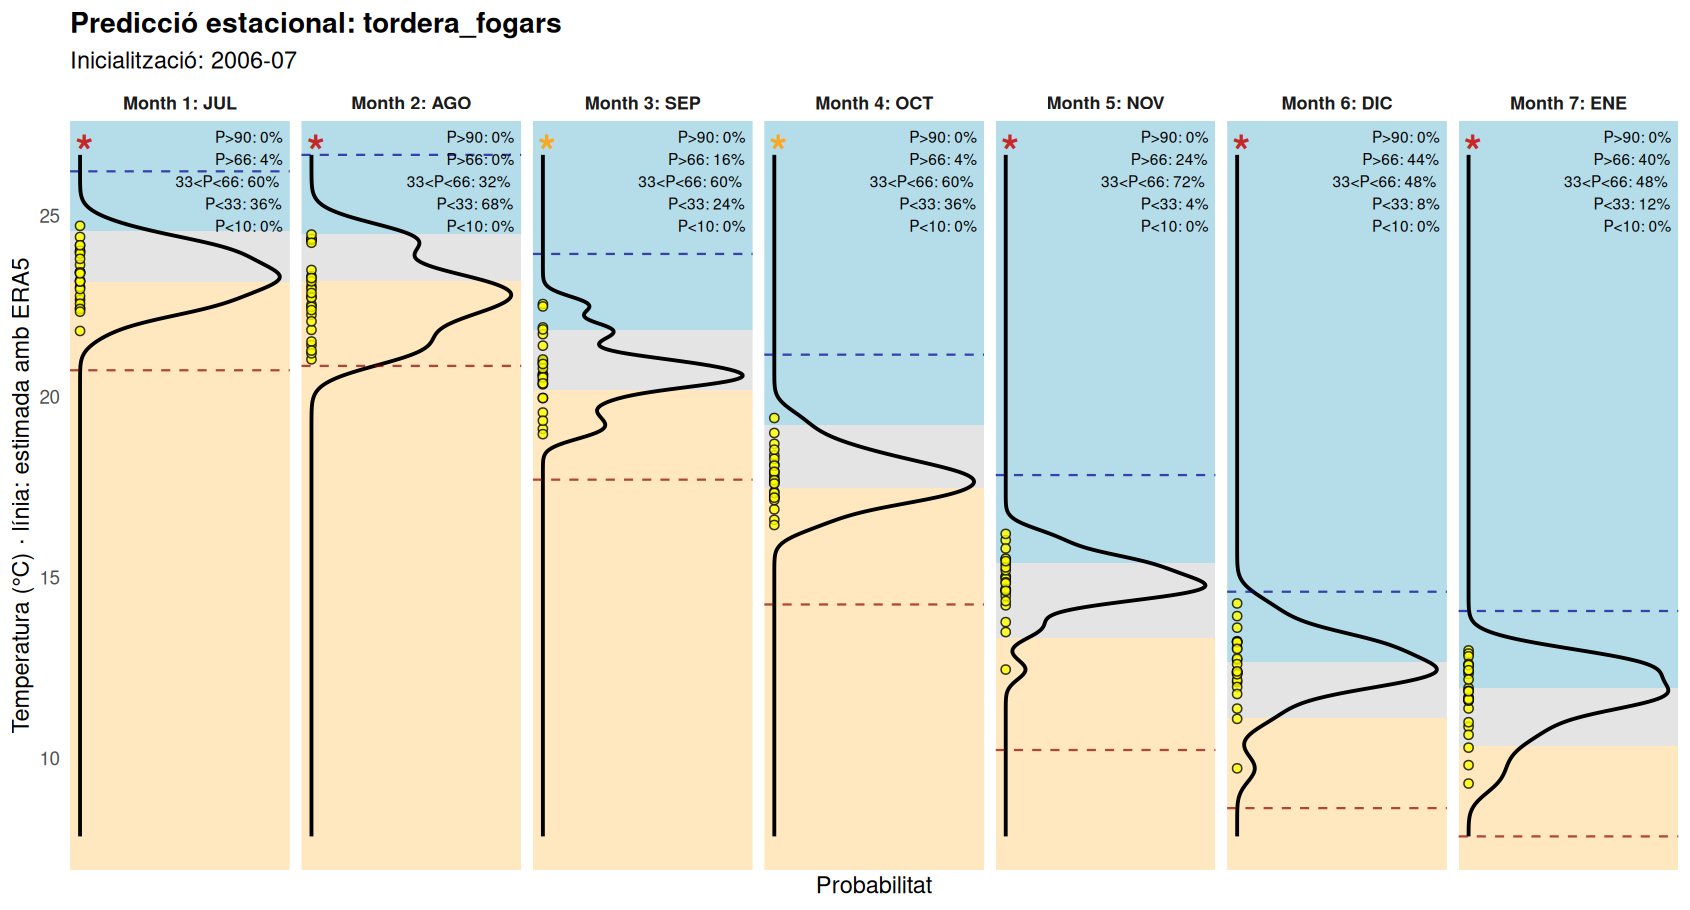 Predicció estacional: tordera_fogars
Inicialització: 2006-07
Month 1: JUL
Month 2: AGO
Month 3: SEP
Month 4: OCT
Month 5: NOV
Month 6: DIC
Month 7: ENE
*
P>90: 0%
P>66: 4%
33<P<66: 60%
P<33: 36%
P<10: 0%
*
P>90: 0%
P>66: 0%
33<P<66: 32%
P<33: 68%
P<10: 0%
*
P>90: 0%
P>66: 16%
33<P<66: 60%
P<33: 24%
P<10: 0%
*
P>90: 0%
P>66: 4%
33<P<66: 60%
P<33: 36%
P<10: 0%
*
P>90: 0%
P>66: 24%
33<P<66: 72%
P<33: 4%
P<10: 0%
*
P>90: 0%
P>66: 44%
33<P<66: 48%
P<33: 8%
P<10: 0%
*
P>90: 0%
P>66: 40%
33<P<66: 48%
P<33: 12%
P<10: 0%
25
20
15
10
Temperatura (°C) · línia: estimada amb ERA5
Probabilitat